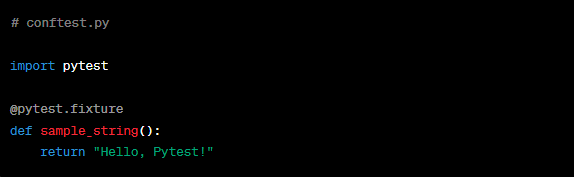 # conftest.py
import pytest
@pytest.fixture
def sample_string():
    return "Hello, Pytest!"